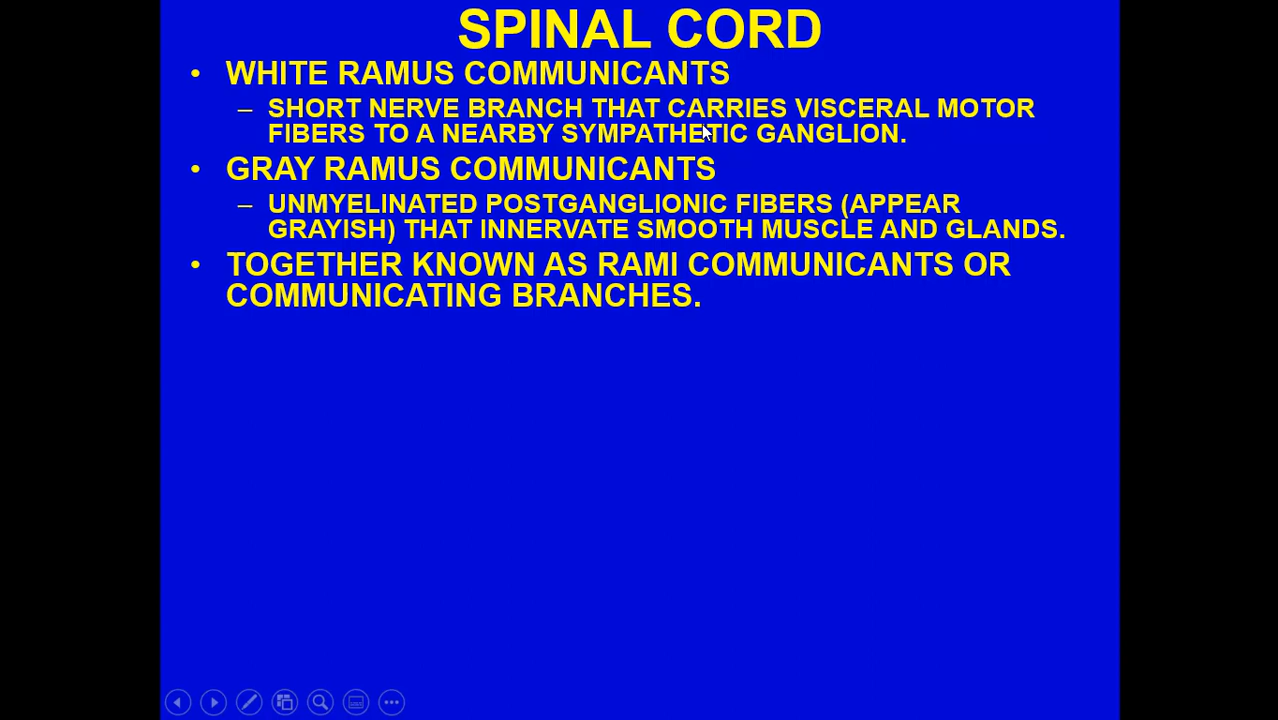 SPINAL CORD
• WHITE RAMUS COMMUNICANTS
– SHORT NERVE BRANCH THAT CARRIES VISCERAL MOTOR
FIBERS TO A NEARBY SYMPATHETIC GANGLION.
• GRAY RAMUS COMMUNICANTS
– UNMYELINATED POSTGANGLIONIC FIBERS (APPEAR
GRAYISH) THAT INNERVATE SMOOTH MUSCLE AND GLANDS.
• TOGETHER KNOWN AS RAMI COMMUNICANTS OR
COMMUNICATING BRANCHES.